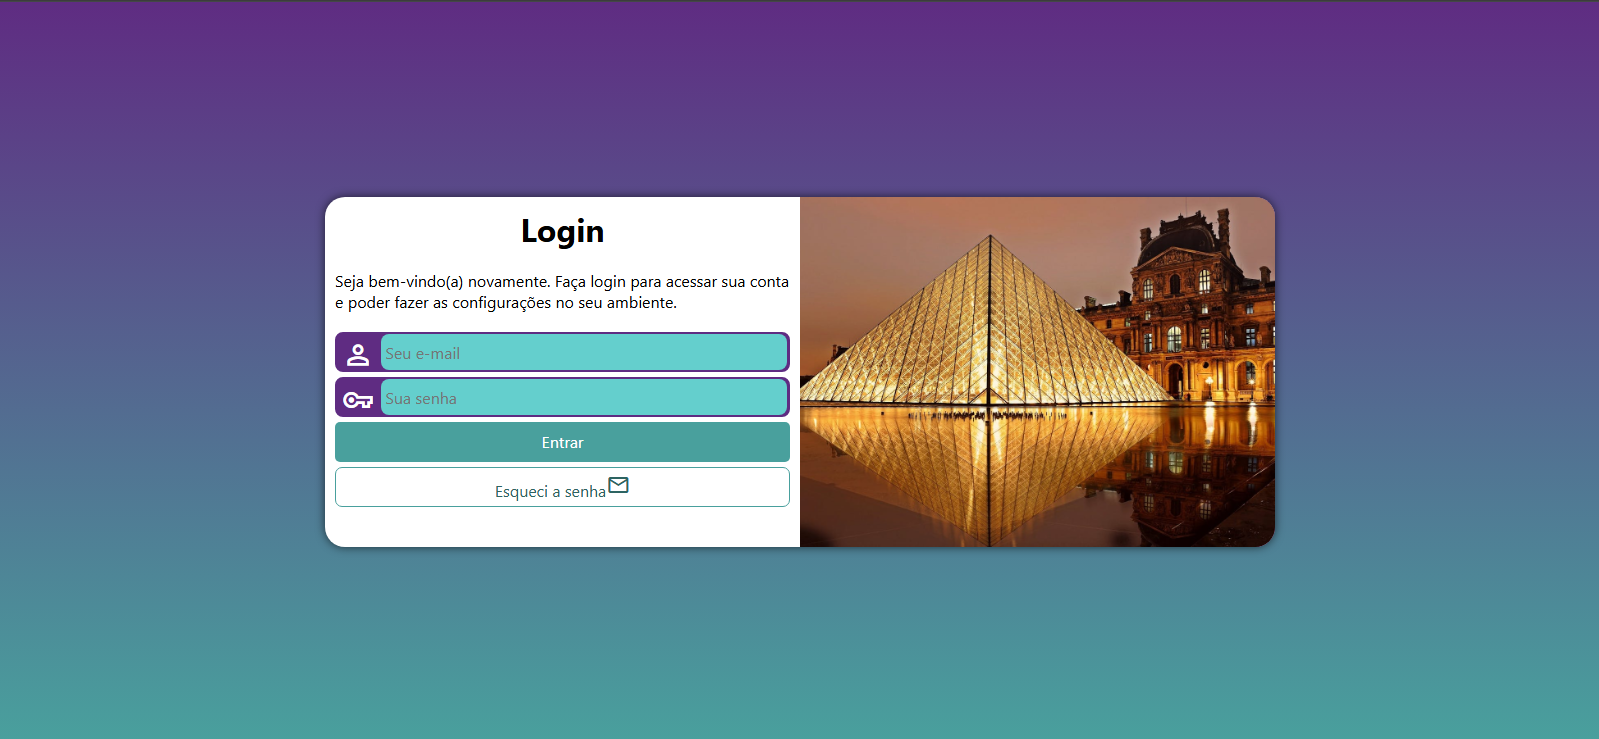 Login
Seja bem-vindo(a) novamente. Faça login para acessar sua conta
e poder fazer as configurações no seu ambiente.
Seu e-mail
Sua senha
Entrar
Esqueci a senha